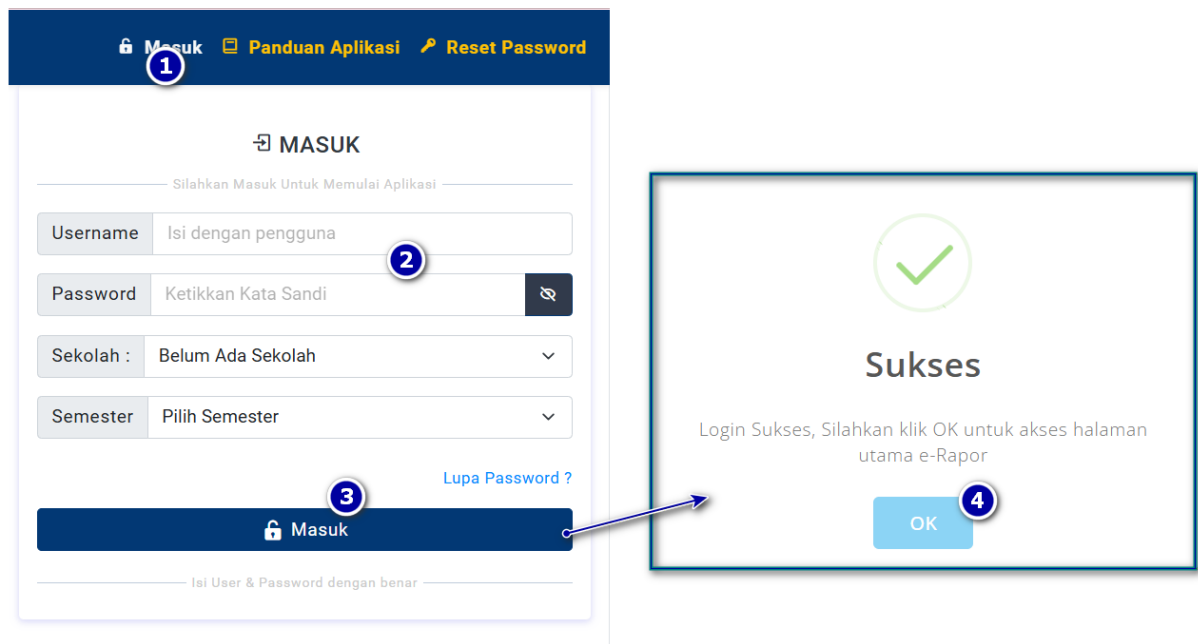 Masuk Panduan Aplikasi Reset Password
1
MASUK
Silahkan Masuk Untuk Memulai Aplikasi
Username Isi dengan pengguna
2
Password Ketikkan Kata Sandi
Sekolah : Belum Ada Sekolah
Semester Pilih Semester
Lupa Password ?
3
Masuk
Isi User & Password dengan benar
Sukses
Login Sukses, Silahkan klik OK untuk akses halaman
utama e-Rapor
4
OK